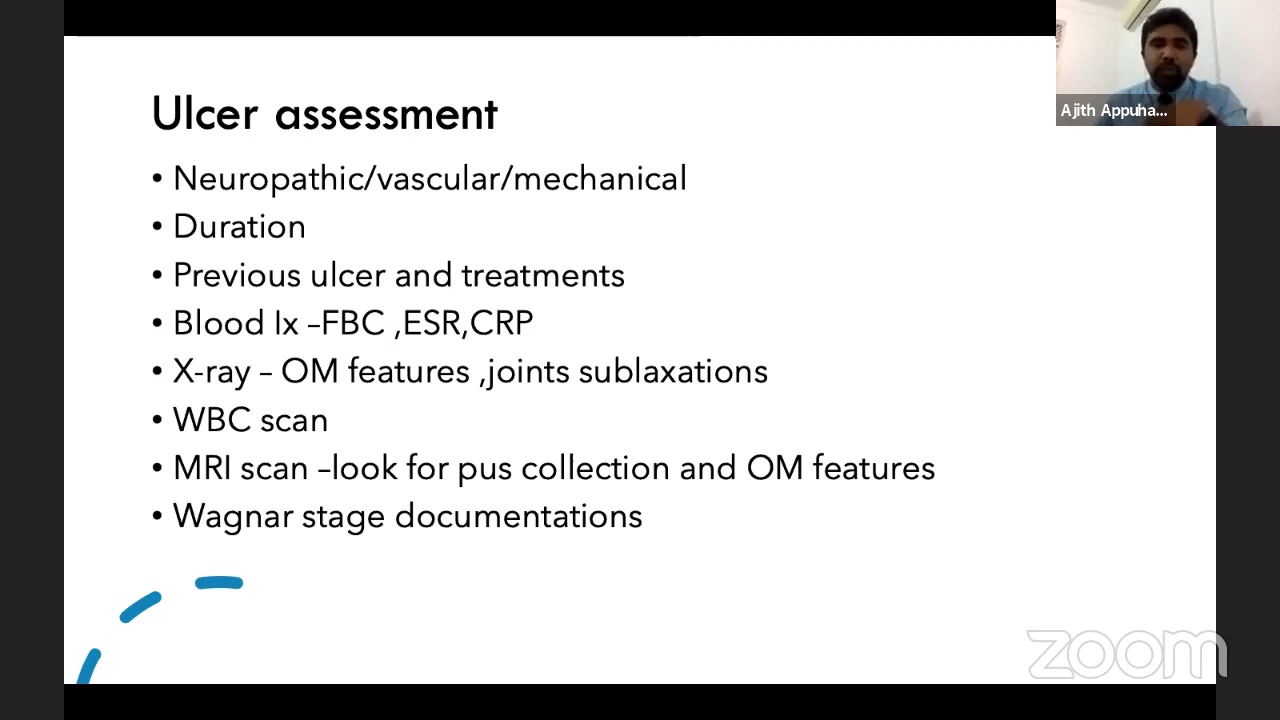 Ulcer assessment
• Neuropathic/vascular/mechanical
• Duration
• Previous ulcer and treatments
• Blood Ix –FBC ,ESR,CRP
• X-ray – OM features ,joints sublaxations
• WBC scan
• MRI scan –look for pus collection and OM features
• Wagnar stage documentations
Ajith Appuha...
zoom